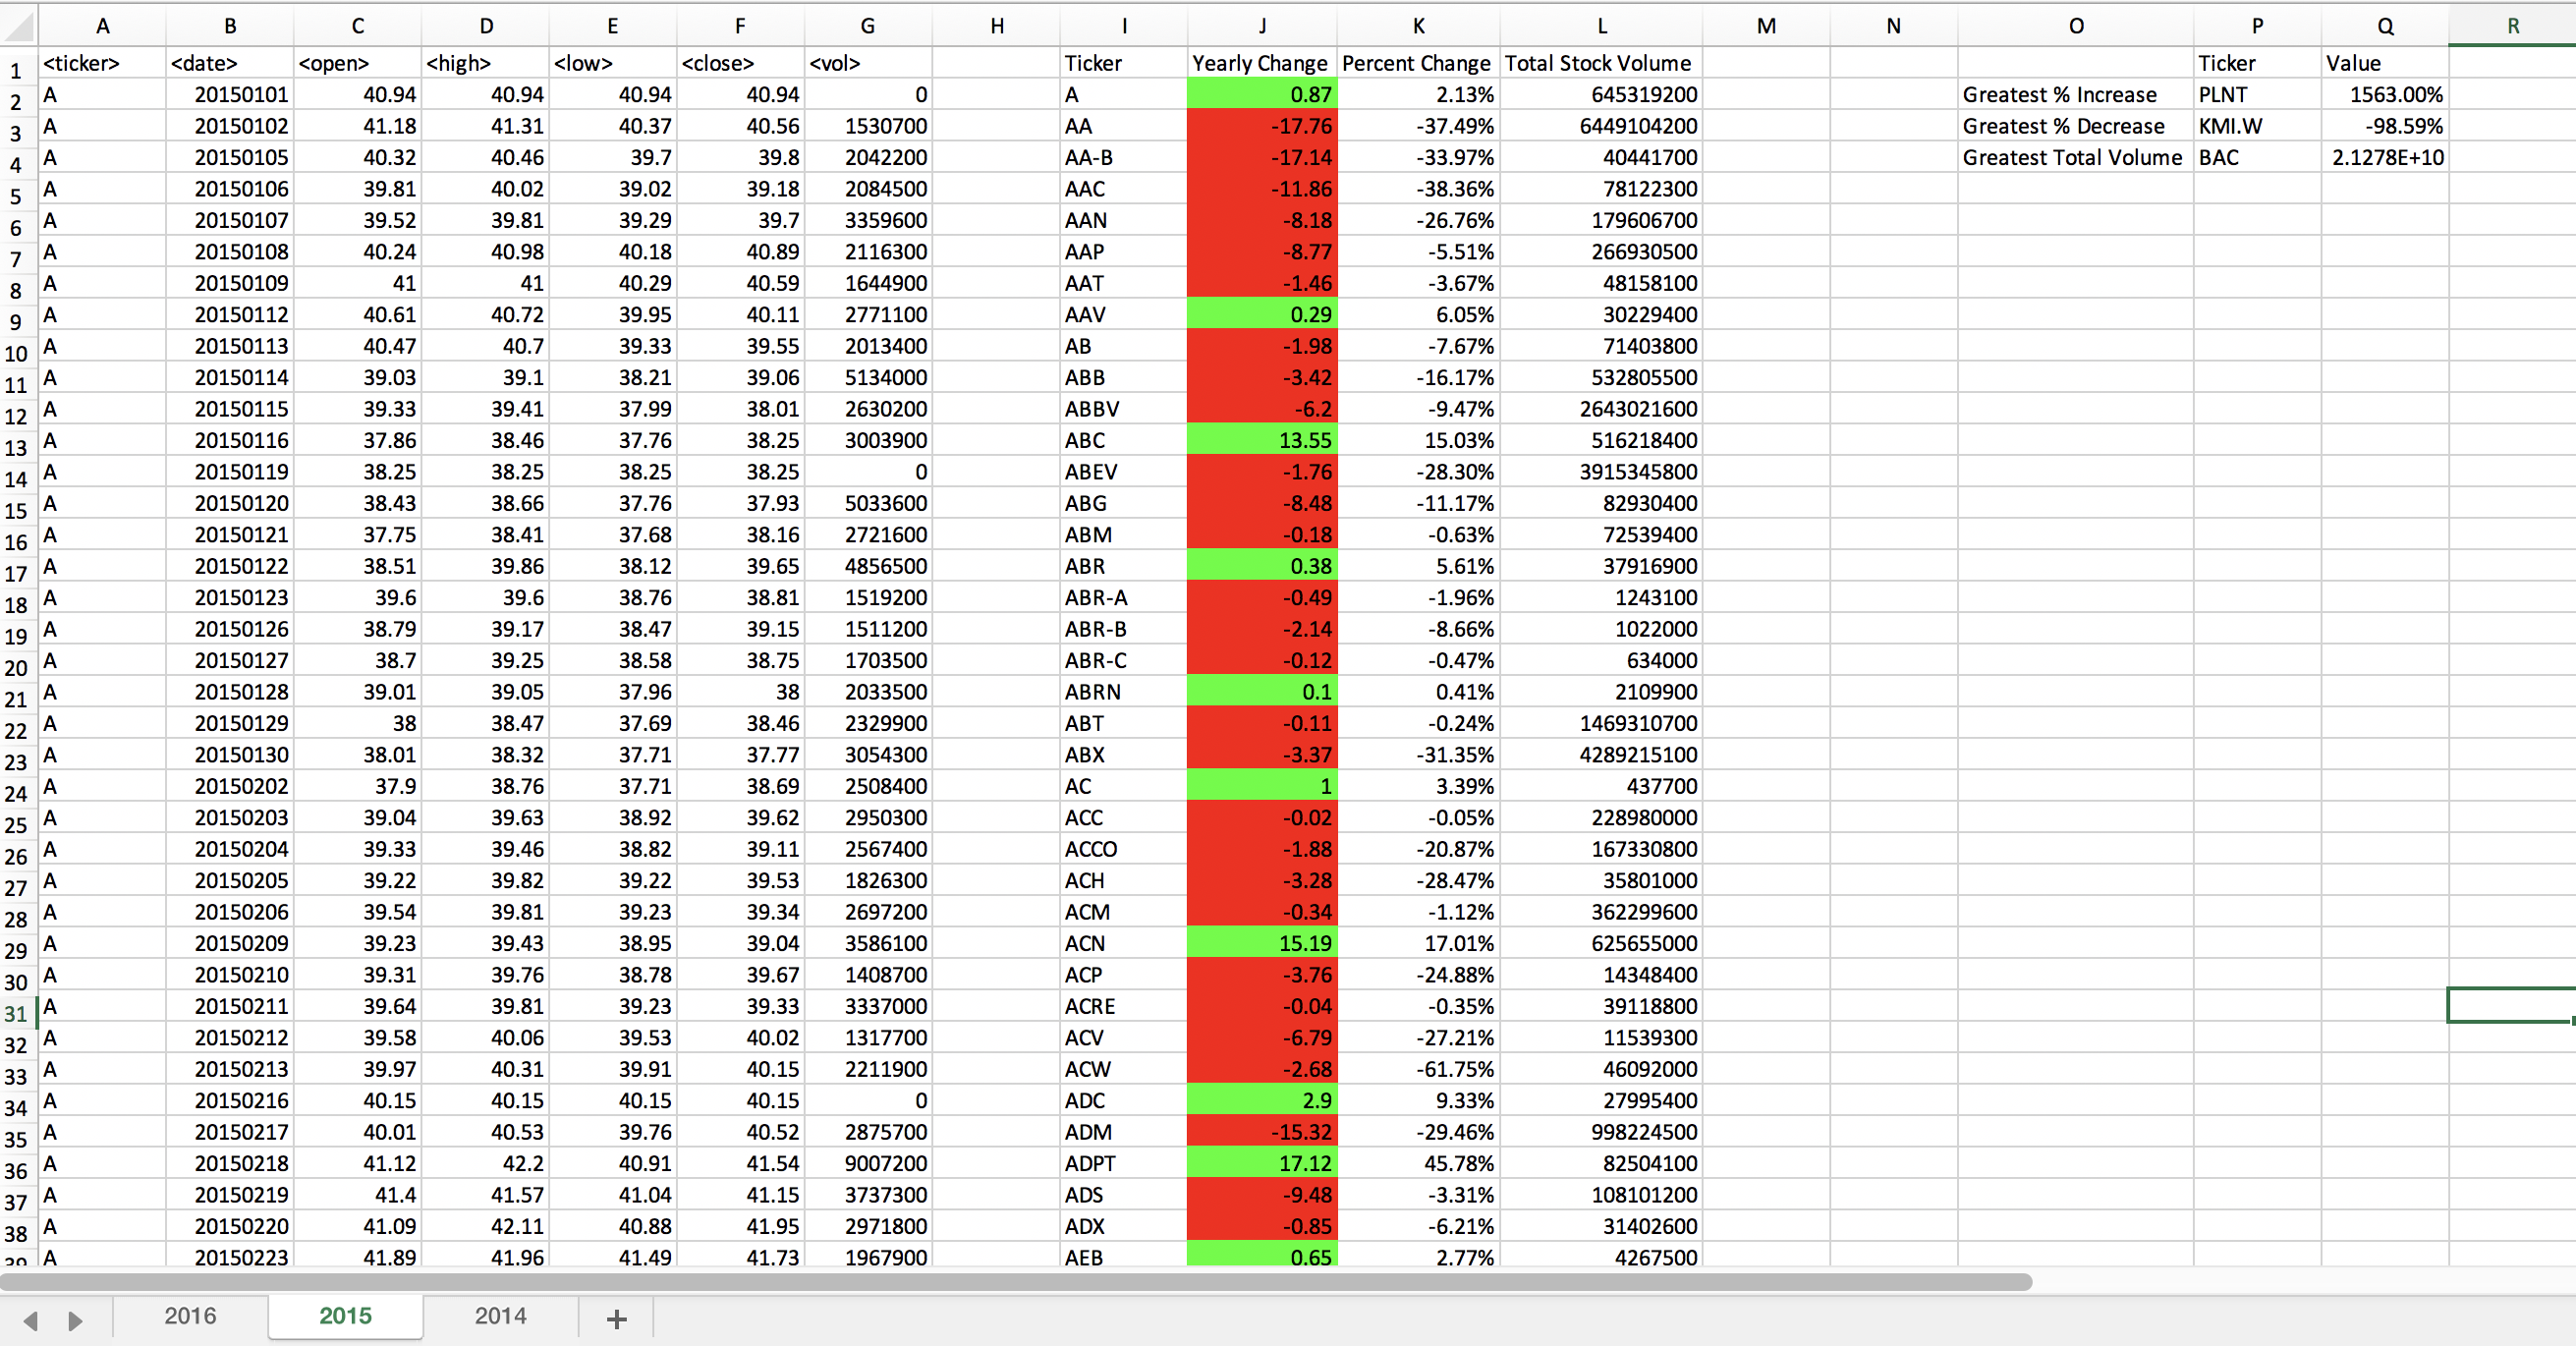 A B C D E F G H I J K L M N O P Q R
1 <ticker> <date> <open> <high> <low> <close> <vol> Ticker Yearly Change Percent Change Total Stock Volume Ticker Value
2 A 20150101 40.94 40.94 40.94 40.94 0 A 0.87 2.13% 645319200 Greatest % Increase PLNT 1563.00%
3 A 20150102 41.18 41.31 40.37 40.56 1530700 AA -17.76 -37.49% 6449104200 Greatest % Decrease KMI.W -98.59%
4 A 20150105 40.32 40.46 39.7 39.8 2042200 AA-B -17.14 -33.97% 40441700 Greatest Total Volume BAC 2.1278E+10
5 A 20150106 39.81 40.02 39.02 39.18 2084500 AAC -11.86 -38.36% 78122300
6 A 20150107 39.52 39.81 39.29 39.7 3359600 AAN -8.18 -26.76% 179606700
7 A 20150108 40.24 40.98 40.18 40.89 2116300 AAP -8.77 -5.51% 266930500
8 A 20150109 41 41 40.29 40.59 1644900 AAT -1.46 -3.67% 48158100
9 A 20150112 40.61 40.72 39.95 40.11 2771100 AAV 0.29 6.05% 30229400
10 A 20150113 40.47 40.7 39.33 39.55 2013400 AB -1.98 -7.67% 71403800
11 A 20150114 39.03 39.1 38.21 39.06 5134000 ABB -3.42 -16.17% 532805500
12 A 20150115 39.33 39.41 37.99 38.01 2630200 ABBV -6.2 -9.47% 2643021600
13 A 20150116 37.86 38.46 37.76 38.25 3003900 ABC 13.55 15.03% 516218400
14 A 20150119 38.25 38.25 38.25 38.25 0 ABEV -1.76 -28.30% 3915345800
15 A 20150120 38.43 38.66 37.76 37.93 5033600 ABG -8.48 -11.17% 82930400
16 A 20150121 37.75 38.41 37.68 38.16 2721600 ABM -0.18 -0.63% 72539400
17 A 20150122 38.51 39.86 38.12 39.65 4856500 ABR 0.38 5.61% 37916900
18 A 20150123 39.6 39.6 38.76 38.81 1519200 ABR-A -0.49 -1.96% 1243100
19 A 20150126 38.79 39.17 38.47 39.15 1511200 ABR-B -2.14 -8.66% 1022000
20 A 20150127 38.7 39.25 38.58 38.75 1703500 ABR-C -0.12 -0.47% 634000
21 A 20150128 39.01 39.05 37.96 38 2033500 ABRN 0.1 0.41% 2109900
22 A 20150129 38 38.47 37.69 38.46 2329900 ABT -0.11 -0.24% 1469310700
23 A 20150130 38.01 38.32 37.71 37.77 3054300 ABX -3.37 -31.35% 4289215100
24 A 20150202 37.9 38.76 37.71 38.69 2508400 AC 1 3.39% 437700
25 A 20150203 39.04 39.63 38.92 39.62 2950300 ACC -0.02 -0.05% 228980000
26 A 20150204 39.33 39.46 38.82 39.11 2567400 ACCO -1.88 -20.87% 167330800
27 A 20150205 39.22 39.82 39.22 39.53 1826300 ACH -3.28 -28.47% 35801000
28 A 20150206 39.54 39.81 39.23 39.34 2697200 ACM -0.34 -1.12% 362299600
29 A 20150209 39.23 39.43 38.95 39.04 3586100 ACN 15.19 17.01% 625655000
30 A 20150210 39.31 39.76 38.78 39.67 1408700 ACP -3.76 -24.88% 14348400
31 A 20150211 39.64 39.81 39.23 39.33 3337000 ACRE -0.04 -0.35% 39118800
32 A 20150212 39.58 40.06 39.53 40.02 1317700 ACV -6.79 -27.21% 11539300
33 A 20150213 39.97 40.31 39.91 40.15 2211900 ACW -2.68 -61.75% 46092000
34 A 20150216 40.15 40.15 40.15 40.15 0 ADC 2.9 9.33% 27995400
35 A 20150217 40.01 40.53 39.76 40.52 2875700 ADM -15.32 -29.46% 998224500
36 A 20150218 41.12 42.2 40.91 41.54 9007200 ADPT 17.12 45.78% 82504100
37 A 20150219 41.4 41.57 41.04 41.15 3737300 ADS -9.48 -3.31% 108101200
38 A 20150220 41.09 42.11 40.88 41.95 2971800 ADX -0.85 -6.21% 31402600
39 A 20150223 41.89 41.96 41.49 41.73 1967900 AEB 0.65 2.77% 4267500
2016 2015 2014 +